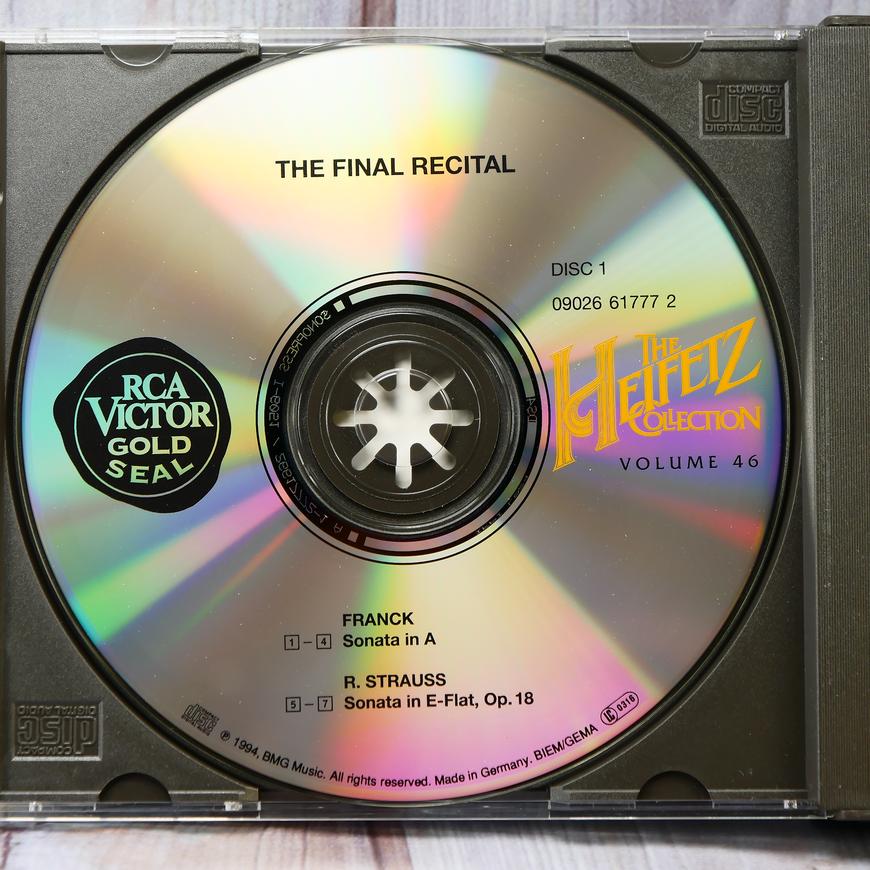 COMPACT
disc
DIGITAL AUDIO
THE FINAL RECITAL
DISC 1
09026 61777 2
RCA
VICTOR
GOLD
SEAL
THE
HEIFETZ
COLLECTION
VOLUME 46
SONOPRESS
FRANCK
1 – 4 Sonata in A
R. STRAUSS
5 – 7 Sonata in E-Flat, Op. 18
COMPACT
disc
DIGITAL AUDIO
disc
℗ 1994, BMG Music. All rights reserved. Made in Germany. BIEM/GEMA LC 0316